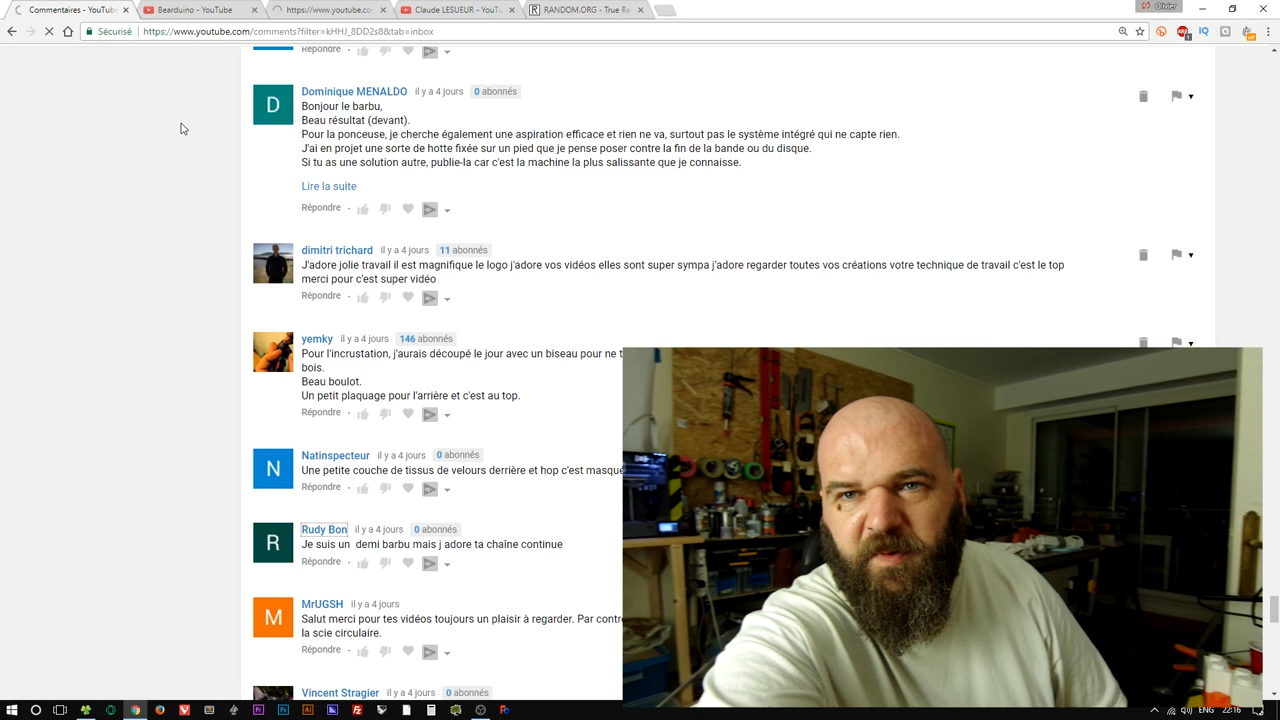 Commentaires - YouTub
Bearduino - YouTube
https://www.youtube.co
Claude LESUEUR - YouT
RANDOM.ORG - True Ra
Olivier
Sécurisé
https://www.youtube.com/comments?filter=kHHJ_8DD2s8&tab=inbox
Répondre
Dominique MENALDO il y a 4 jours 0 abonnés
Bonjour le barbu,
Beau résultat (devant).
Pour la ponceuse, je cherche également une aspiration efficace et rien ne va, surtout pas le système intégré qui ne capte rien.
J'ai en projet une sorte de hotte fixée sur un pied que je pense poser contre la fin de la bande ou du disque.
Si tu as une solution autre, publie-la car c'est la machine la plus salissante que je connaisse.
Lire la suite
Répondre
dimitri trichard il y a 4 jours 11 abonnés
J'adore jolie travail il est magnifique le logo j'adore vos vidéos elles sont super sympa j'adore regarder toutes vos créations votre technique de travail c'est le top
merci pour c'est super vidéo
Répondre
yemky il y a 4 jours 146 abonnés
Pour l'incrustation, j'aurais découpé le jour avec un biseau pour ne t
bois.
Beau boulot.
Un petit plaquage pour l'arrière et c'est au top.
Répondre
Natinspecteur il y a 4 jours 0 abonnés
Une petite couche de tissus de velours derrière et hop c'est masqué
Répondre
Rudy Bon il y a 4 jours 0 abonnés
Je suis un demi barbu mais j adore ta chaîne continue
Répondre
MrUGSH il y a 4 jours
Salut merci pour tes vidéos toujours un plaisir à regarder. Par contre
la scie circulaire.
Répondre
Vincent Stragier il y a 4 jours 0 abonnés
ENG 22:16